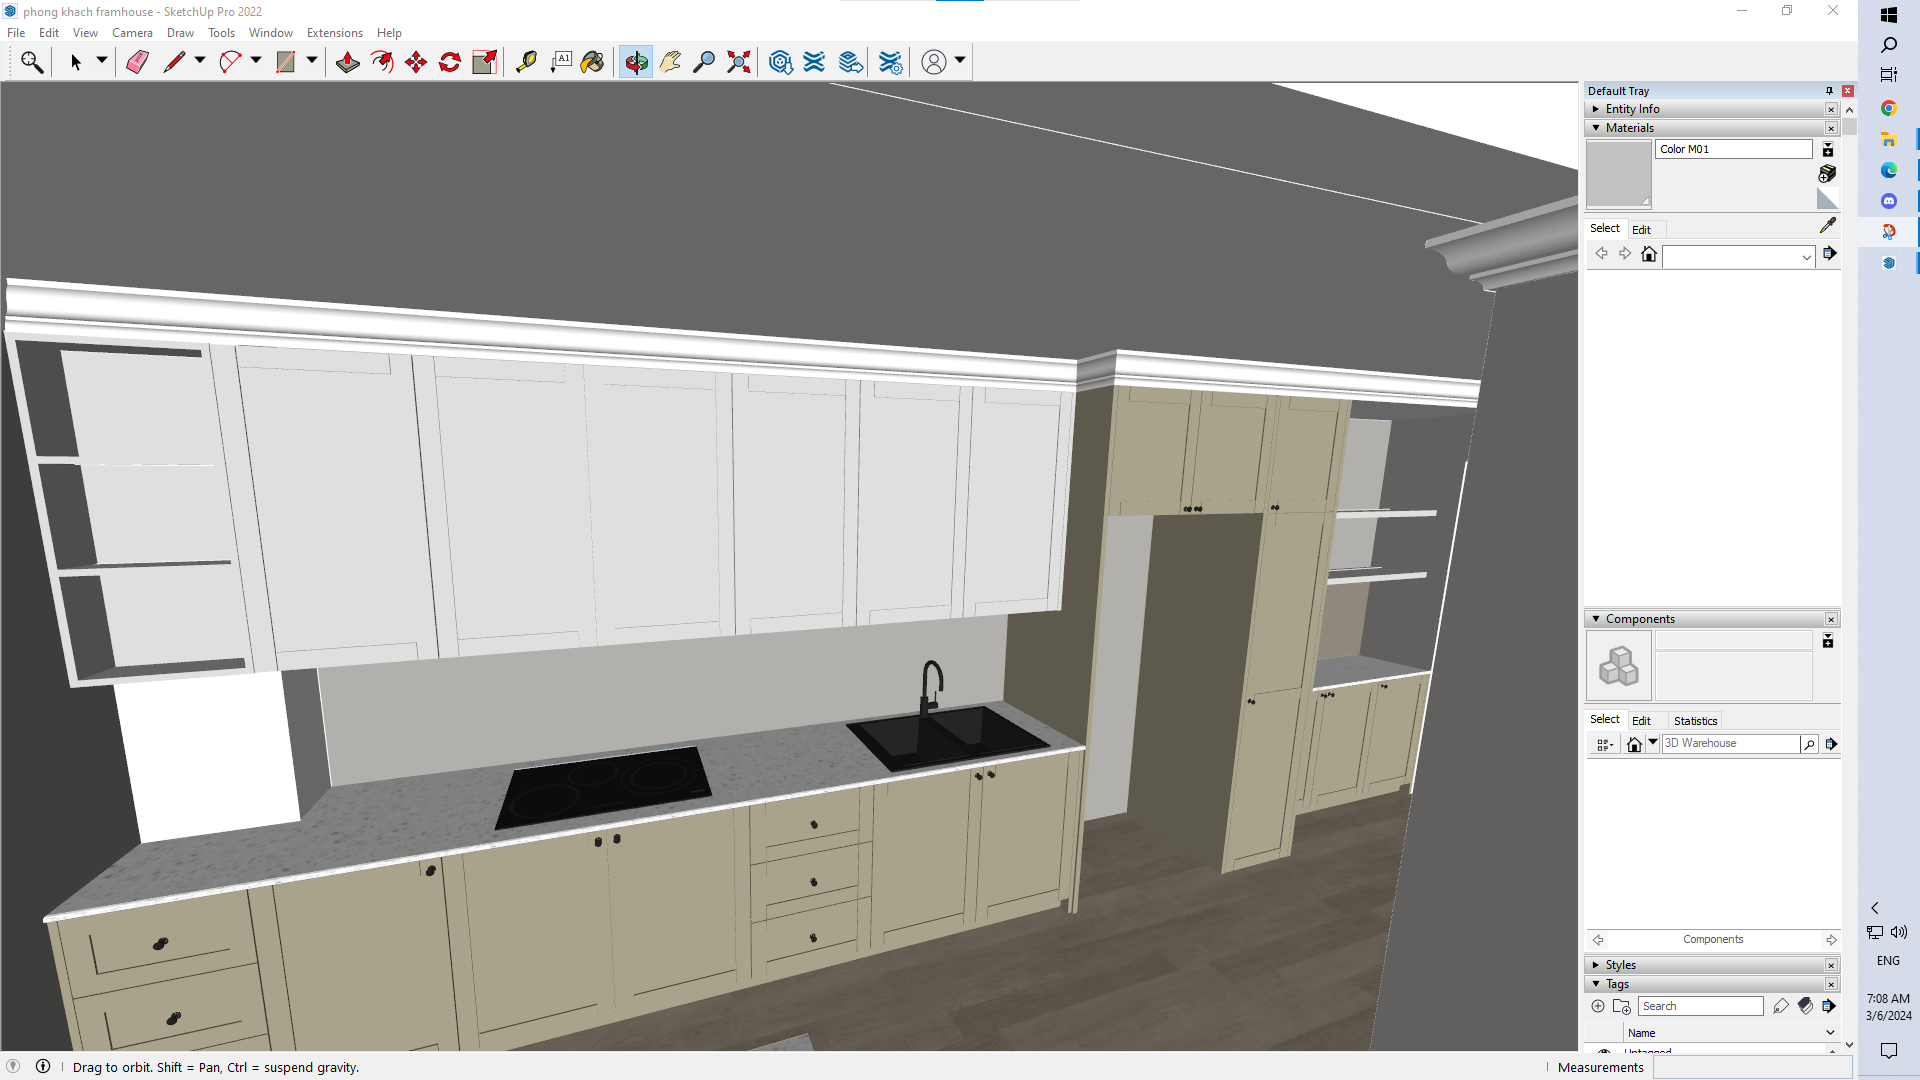 phong khach framhouse - SketchUp Pro 2022
File Edit View Camera Draw Tools Window Extensions Help
A1
Default Tray
Entity Info
Materials
Color M01
Select Edit
Components
Select Edit Statistics
3D Warehouse
Components
Styles
Tags
Search
Name
Untagged
Drag to orbit. Shift = Pan, Ctrl = suspend gravity.
Measurements
ENG
7:08 AM
3/6/2024